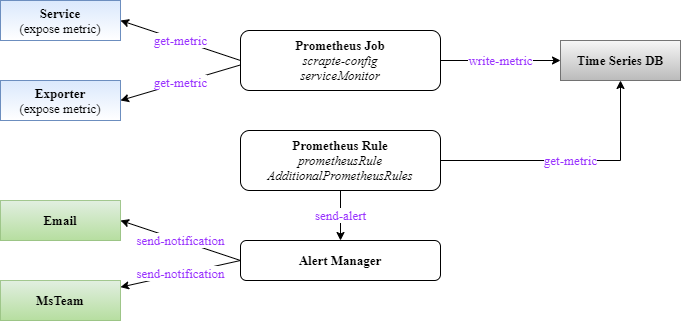 Service
(expose metric)
get-metric
Prometheus Job
scrapte-config
serviceMonitor
write-metric
Time Series DB
get-metric
Exporter
(expose metric)
Prometheus Rule
prometheusRule
AdditionalPrometheusRules
get-metric
send-alert
Email
send-notification
Alert Manager
send-notification
MsTeam